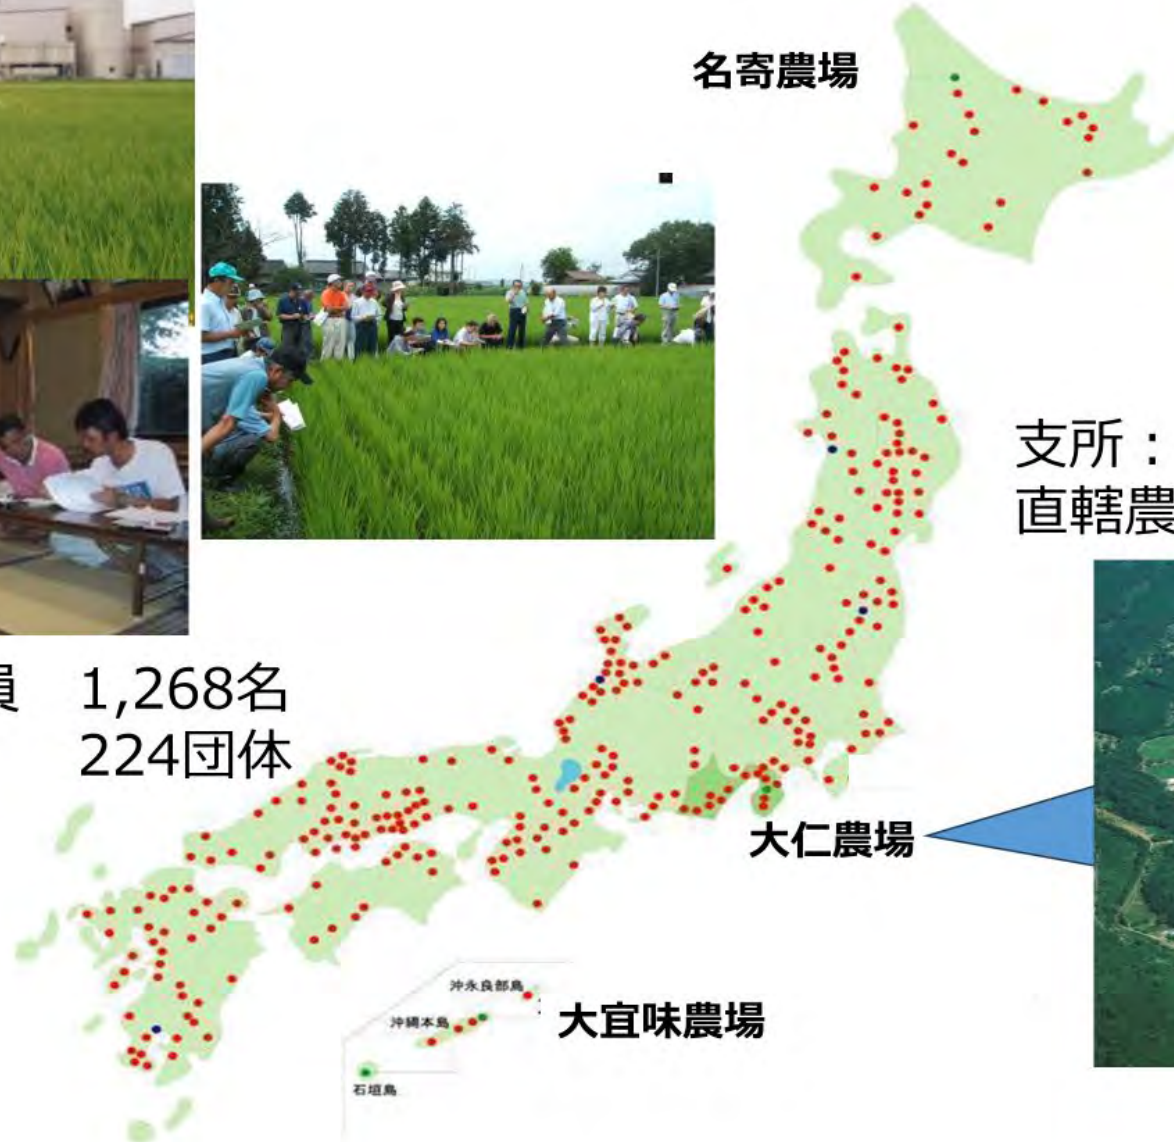 名寄農場
支所：
直轄農
員　1,268名
224団体
大仁農場
沖永良部島
大宜味農場
沖縄本島
石垣島